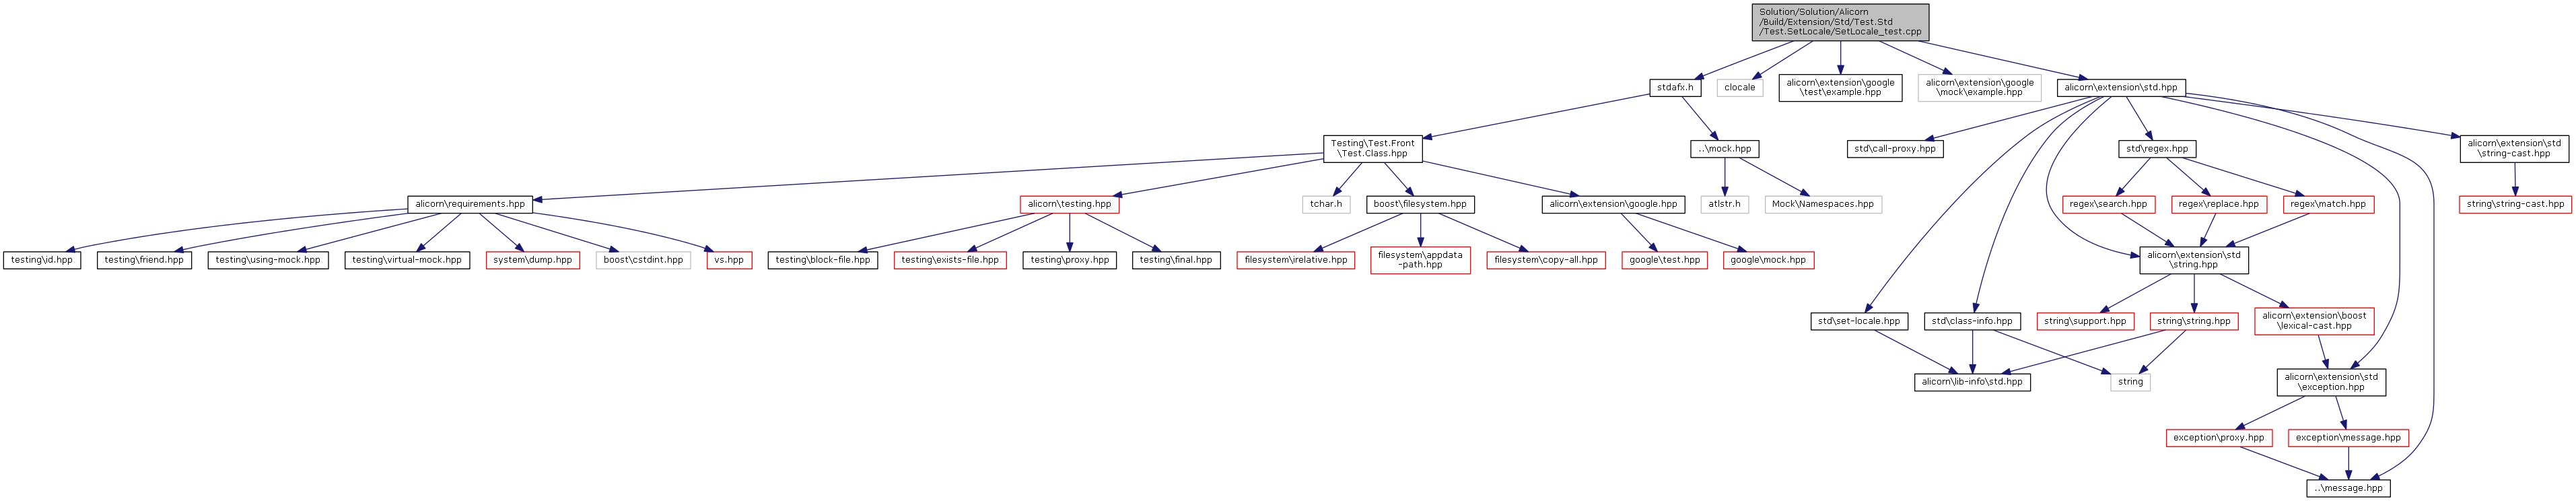 Solution/Solution/Alicorn
/Build/Extension/Std/Test.Std
/Test.SetLocale/SetLocale_test.cpp
stdafx.h
clocale
alicorn\extension\google
\test\example.hpp
alicorn\extension\google
\mock\example.hpp
alicorn\extension\std.hpp
Testing\Test.Front
\Test.Class.hpp
..\mock.hpp
std\call-proxy.hpp
std\regex.hpp
alicorn\extension\std
\string-cast.hpp
alicorn\requirements.hpp
alicorn\testing.hpp
tchar.h
boost\filesystem.hpp
alicorn\extension\google.hpp
atlstr.h
Mock\Namespaces.hpp
regex\search.hpp
regex\replace.hpp
regex\match.hpp
string\string-cast.hpp
testing\id.hpp
testing\friend.hpp
testing\using-mock.hpp
testing\virtual-mock.hpp
system\dump.hpp
boost\cstdint.hpp
vs.hpp
testing\block-file.hpp
testing\exists-file.hpp
testing\proxy.hpp
testing\final.hpp
filesystem\relative.hpp
filesystem\appdata
-path.hpp
filesystem\copy-all.hpp
google\test.hpp
google\mock.hpp
alicorn\extension\std
\string.hpp
std\set-locale.hpp
std\class-info.hpp
string\support.hpp
string\string.hpp
alicorn\extension\boost
\lexical-cast.hpp
alicorn\lib-info\std.hpp
string
alicorn\extension\std
\exception.hpp
exception\proxy.hpp
exception\message.hpp
..\message.hpp